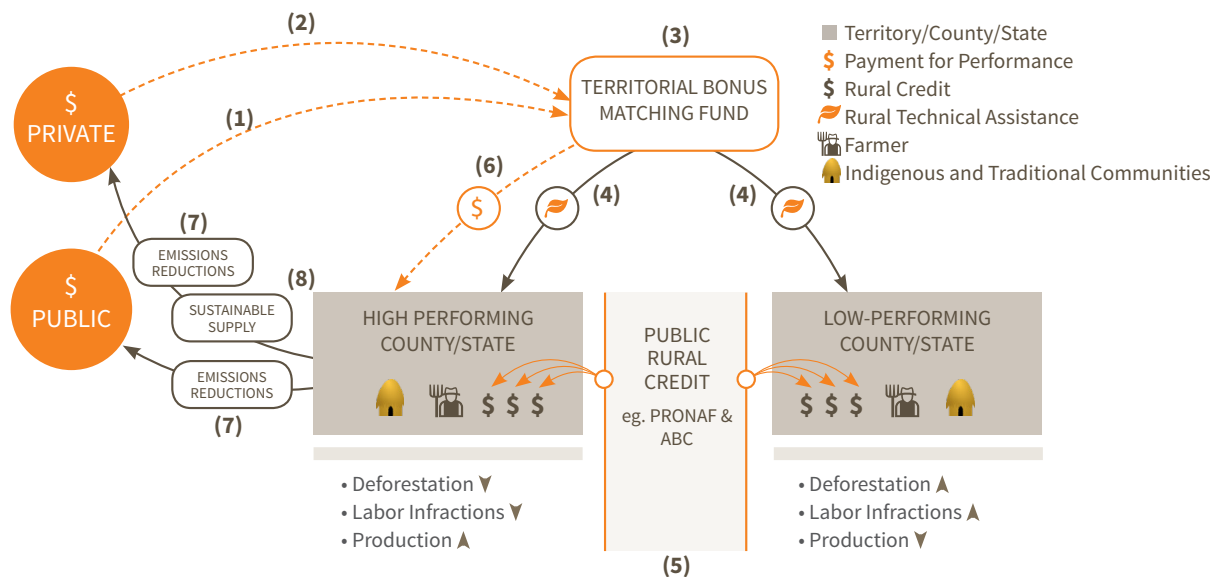 (2)
(3)
Territory/County/State
$ Payment for Performance
$ Rural Credit
Rural Technical Assistance
Farmer
Indigenous and Traditional Communities
$
PRIVATE
(1)
TERRITORIAL BONUS
MATCHING FUND
(6)
$
(4)
(4)
(7)
EMISSIONS
REDUCTIONS
$
PUBLIC
(8)
SUSTAINABLE
SUPPLY
EMISSIONS
REDUCTIONS
(7)
HIGH PERFORMING
COUNTY/STATE
$ $ $
PUBLIC
RURAL
CREDIT
eg. PRONAF &
ABC
LOW-PERFORMING
COUNTY/STATE
$ $ $
• Deforestation
• Labor Infractions
• Production
(5)
• Deforestation
• Labor Infractions
• Production